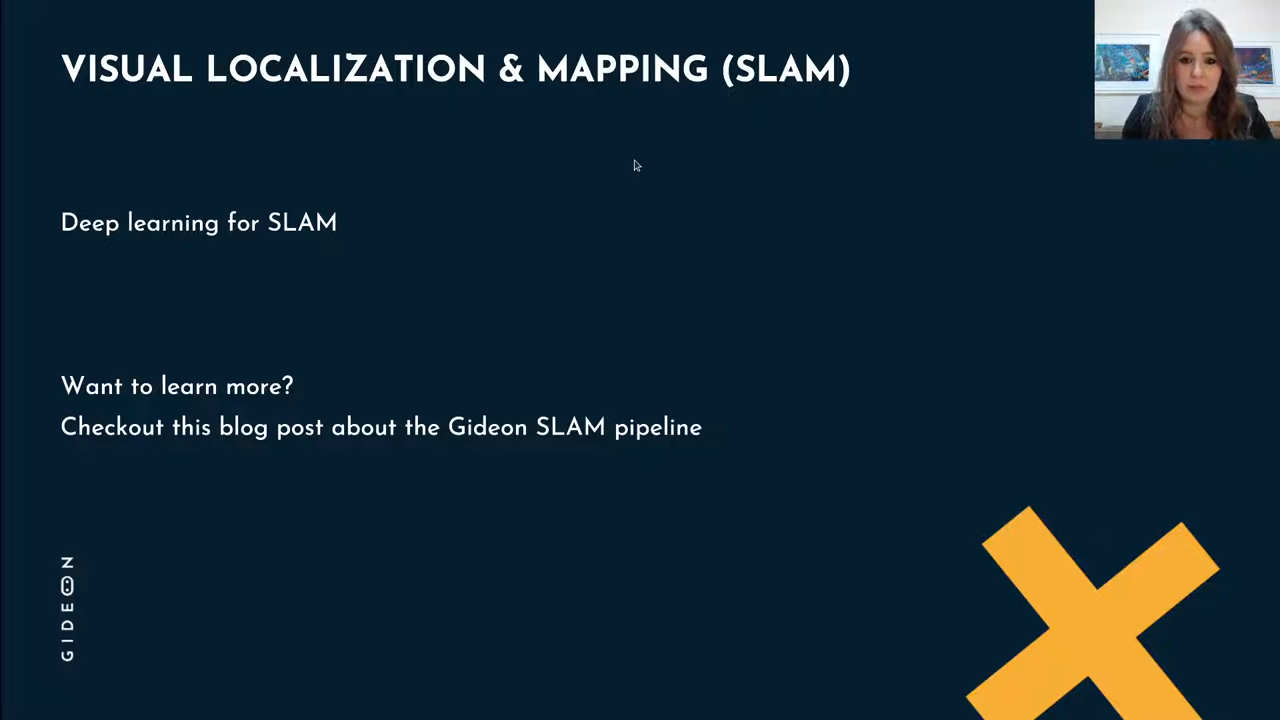 VISUAL LOCALIZATION & MAPPING (SLAM)
Deep learning for SLAM
Want to learn more?
Checkout this blog post about the Gideon SLAM pipeline
GIDEON